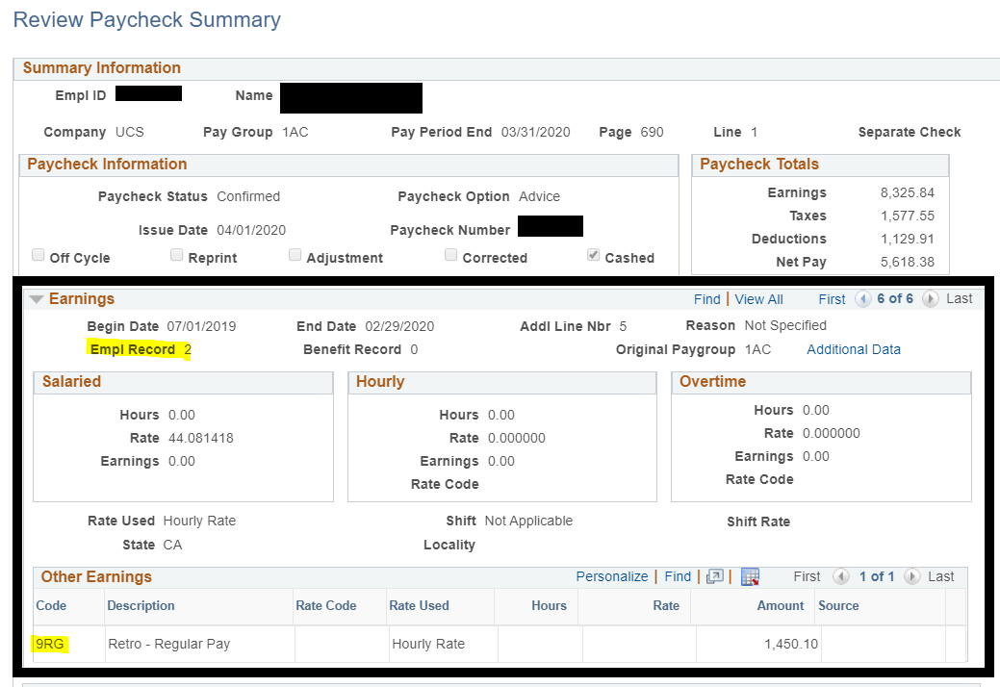 Review Paycheck Summary
Summary Information
Empl ID Name
Company UCS Pay Group 1AC Pay Period End 03/31/2020 Page 690 Line 1 Separate Check
Paycheck Information Paycheck Totals
Paycheck Status Confirmed Paycheck Option Advice Earnings 8,325.84
Taxes 1,577.55
Issue Date 04/01/2020 Paycheck Number Deductions 1,129.91
Off Cycle Reprint Adjustment Corrected Cashed Net Pay 5,618.38
Earnings Find | View All First 6 of 6 Last
Begin Date 07/01/2019 End Date 02/29/2020 Addl Line Nbr 5 Reason Not Specified
Empl Record 2 Benefit Record 0 Original Paygroup 1AC Additional Data
Salaried Hourly Overtime
Hours 0.00 Hours 0.00 Hours 0.00
Rate 44.081418 Rate 0.000000 Rate 0.000000
Earnings 0.00 Earnings 0.00 Earnings 0.00
Rate Code Rate Code
Rate Used Hourly Rate Shift Not Applicable Shift Rate
State CA Locality
Other Earnings Personalize | Find | | First 1 of 1 Last
Code Description Rate Code Rate Used Hours Rate Amount Source
9RG Retro - Regular Pay Hourly Rate 1,450.10